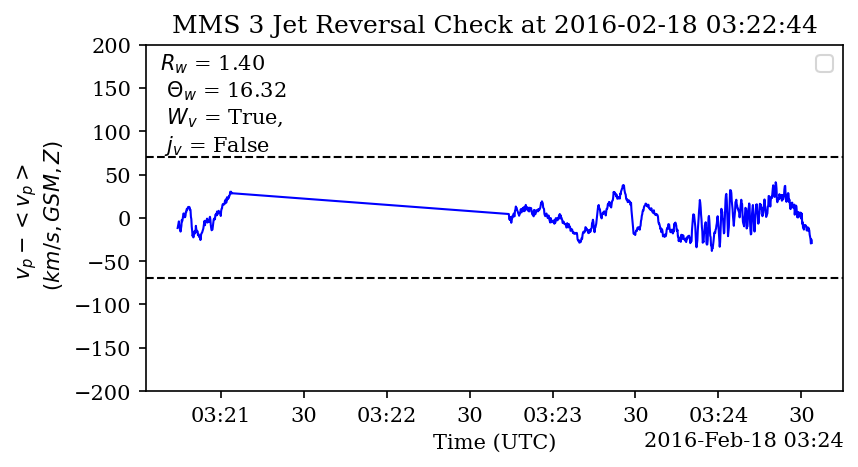 MMS 3 Jet Reversal Check at 2016-02-18 03:22:44
200
150
100
50
0
−50
−100
−150
−200
v_p − < v_p >
(km/s, GSM, Z)
R_w = 1.40
Θ_w = 16.32
W_v = True,
j_v = False
03:21 30 03:22 30 03:23 30 03:24 30
Time (UTC)
2016-Feb-18 03:24